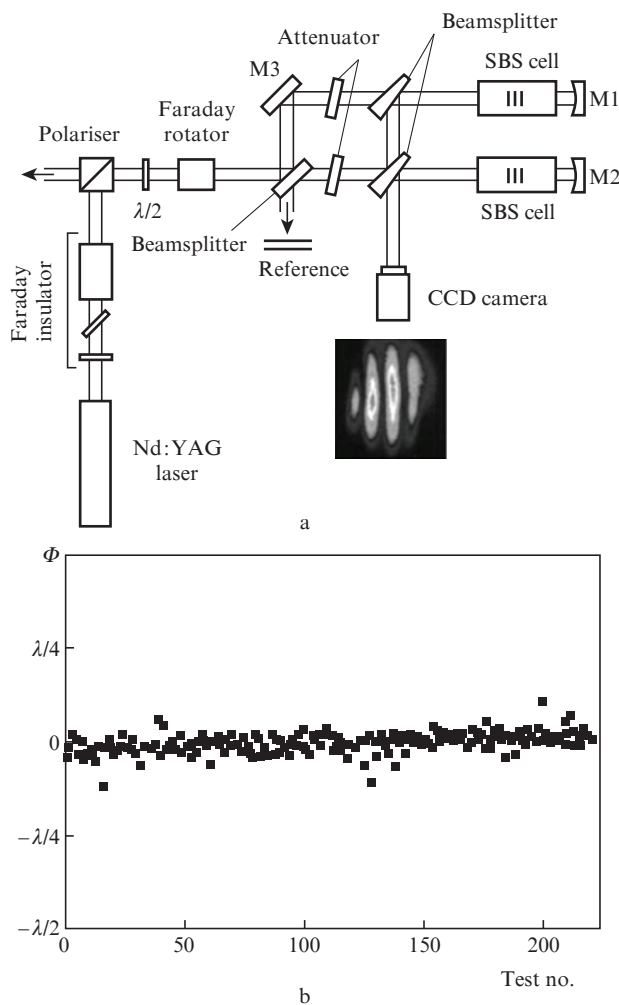 Beamsplitter
Attenuator
SBS cell
M3
M1
Faraday
rotator
Polariser
M2
λ/2
SBS cell
Beamsplitter
Reference
Faraday
insulator
CCD camera
Nd:YAG
laser
a
Φ
λ/4
0
−λ/4
−λ/2
0 50 100 150 200
Test no.
b